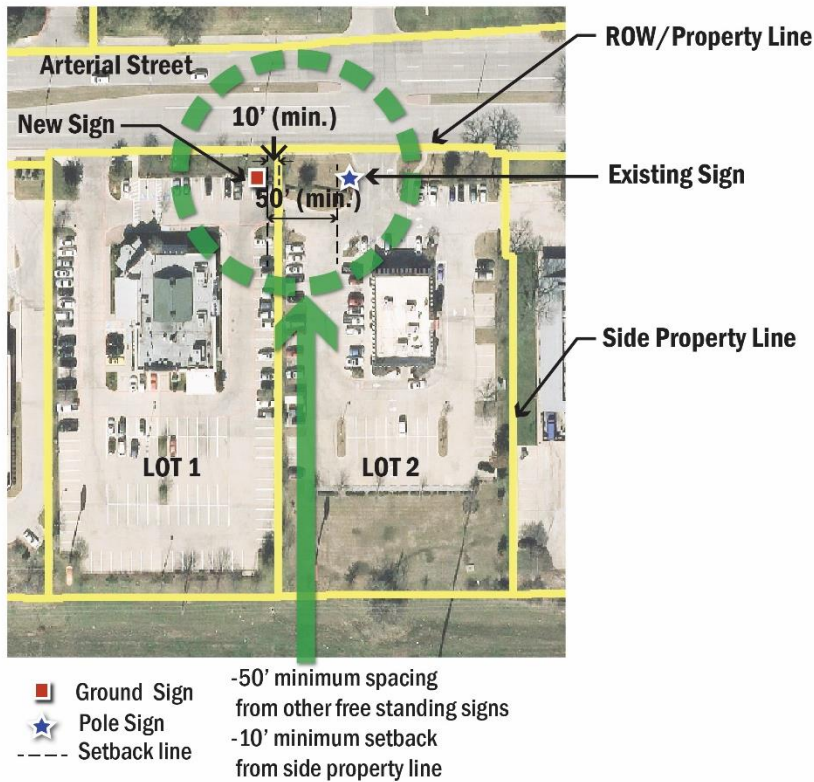 ROW/Property Line
Arterial Street
10' (min.)
New Sign
Existing Sign
50' (min.)
Side Property Line
LOT 1
LOT 2
Ground Sign
Pole Sign
Setback line
-50' minimum spacing
from other free standing signs
-10' minimum setback
from side property line